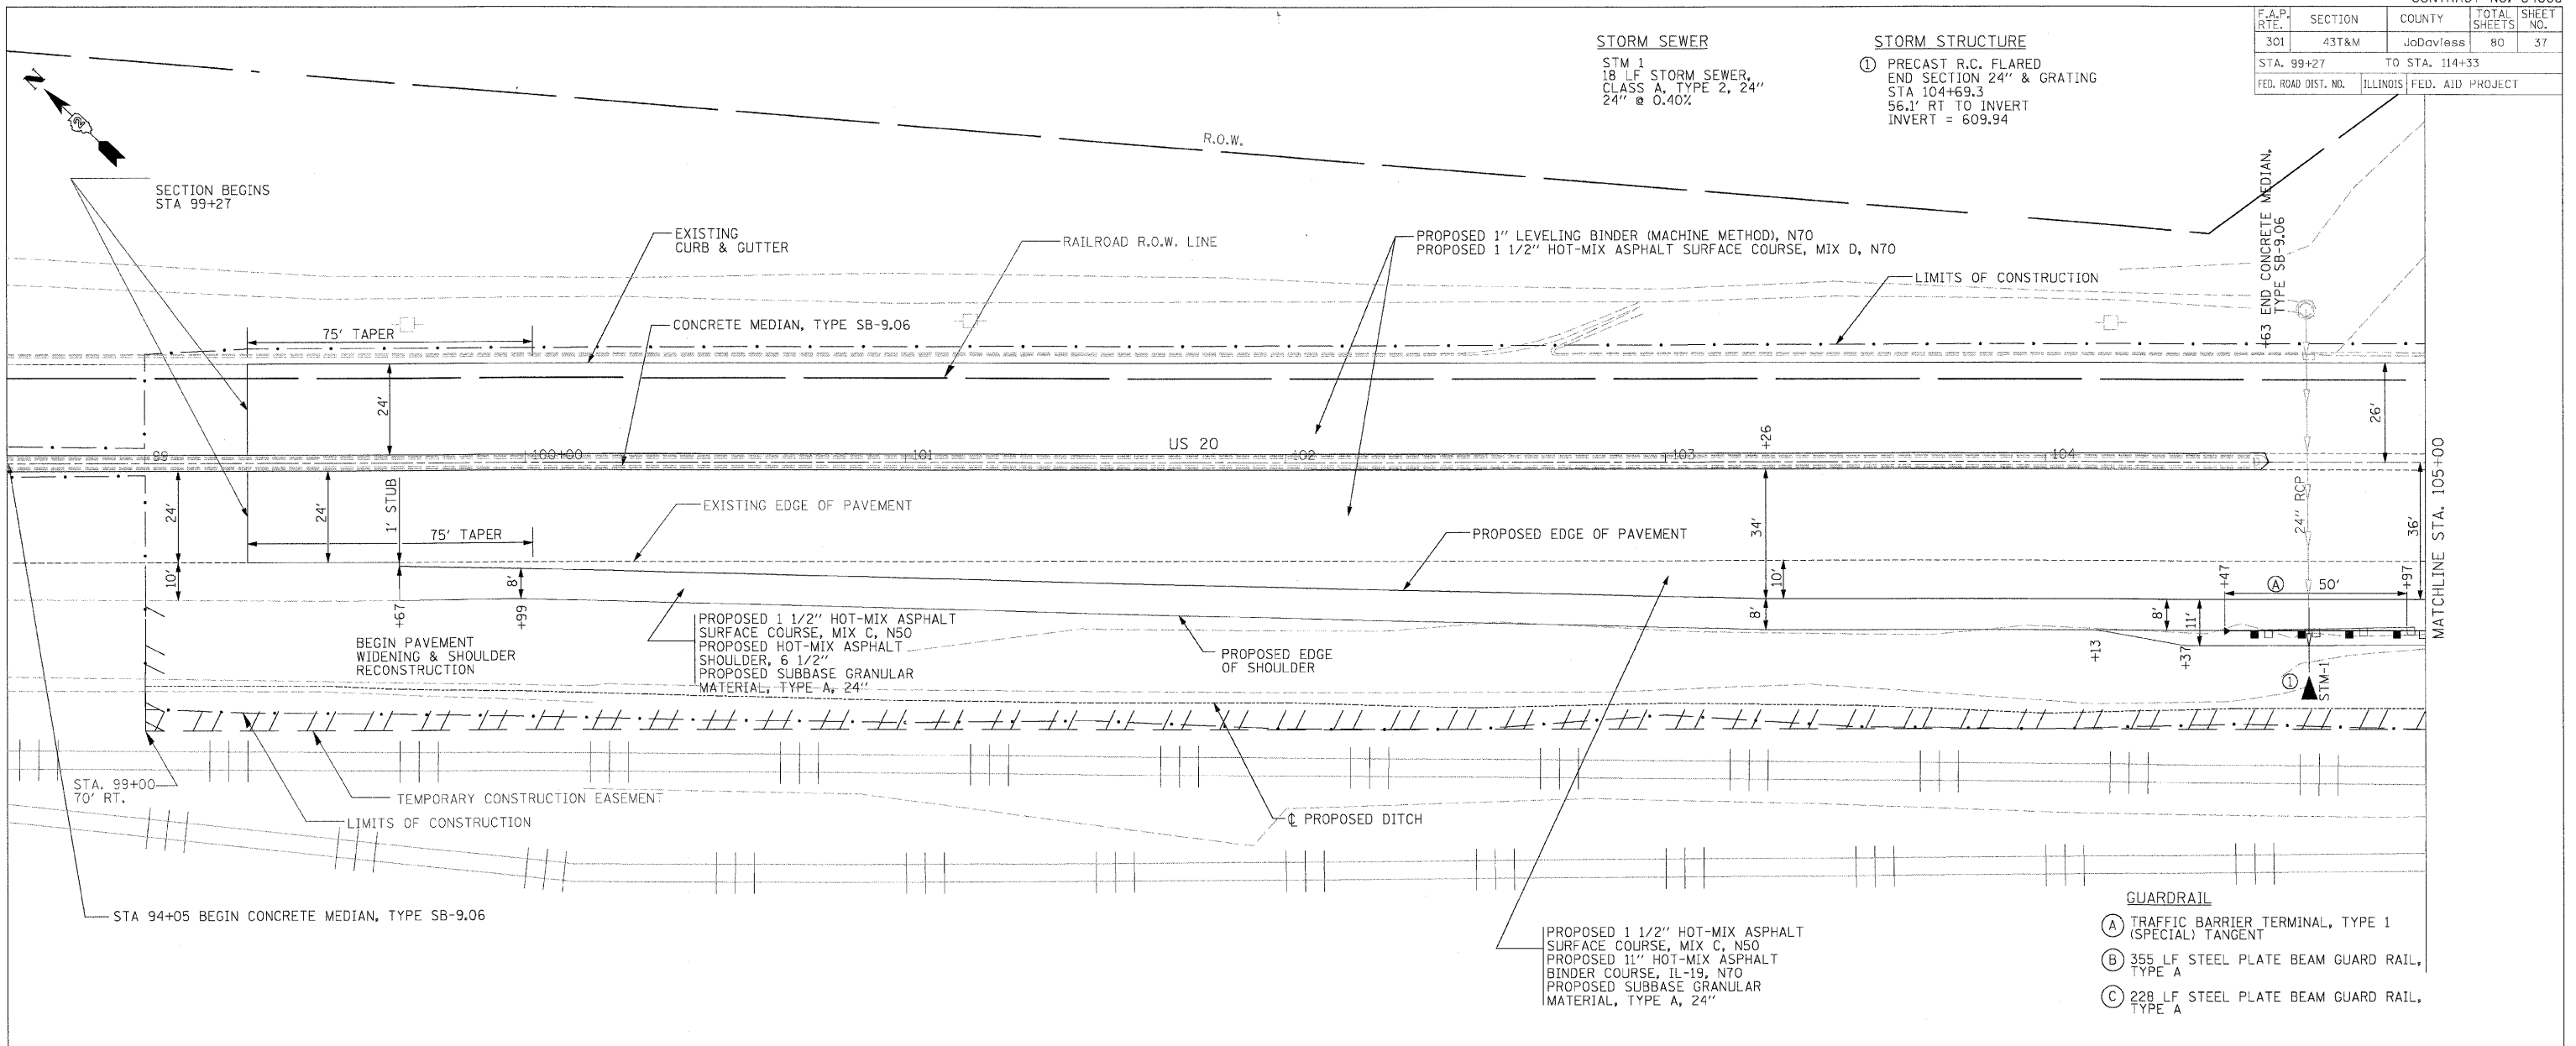 F.A.P. RTE. SECTION COUNTY TOTAL SHEETS SHEET NO.
301 43T&M JoDaviess 80 37
STA. 99+27 TO STA. 114+33
FED. ROAD DIST. NO. ILLINOIS FED. AID PROJECT
STORM SEWER
STM 1
18 LF STORM SEWER,
CLASS A, TYPE 2, 24"
24" @ 0.40%
STORM STRUCTURE
1 PRECAST R.C. FLARED
END SECTION 24" & GRATING
STA 104+69.3
56.1' RT TO INVERT
INVERT = 609.94
N
R.O.W.
SECTION BEGINS
STA 99+27
EXISTING
CURB & GUTTER
RAILROAD R.O.W. LINE
PROPOSED 1" LEVELING BINDER (MACHINE METHOD), N70
PROPOSED 1 1/2" HOT-MIX ASPHALT SURFACE COURSE, MIX D, N70
LIMITS OF CONSTRUCTION
+63 END CONCRETE MEDIAN,
TYPE SB-9.06
75' TAPER
CONCRETE MEDIAN, TYPE SB-9.06
24'
26'
99
100+00
101
US 20
102
103
+26
104
24'
24'
1' STUB
75' TAPER
EXISTING EDGE OF PAVEMENT
34'
PROPOSED EDGE OF PAVEMENT
24" RCP
36'
MATCHLINE STA. 105+00
10'
8'
10'
8'
+47
A
50'
+97
8'
11'
+67
+99
+13
+37
BEGIN PAVEMENT
WIDENING & SHOULDER
RECONSTRUCTION
PROPOSED 1 1/2" HOT-MIX ASPHALT
SURFACE COURSE, MIX C, N50
PROPOSED HOT-MIX ASPHALT
SHOULDER, 6 1/2"
PROPOSED SUBBASE GRANULAR
MATERIAL, TYPE A, 24"
PROPOSED EDGE
OF SHOULDER
1
STM-1
STA. 99+00
70' RT.
TEMPORARY CONSTRUCTION EASEMENT
LIMITS OF CONSTRUCTION
℄ PROPOSED DITCH
STA 94+05 BEGIN CONCRETE MEDIAN, TYPE SB-9.06
PROPOSED 1 1/2" HOT-MIX ASPHALT
SURFACE COURSE, MIX C, N50
PROPOSED 11" HOT-MIX ASPHALT
BINDER COURSE, IL-19, N70
PROPOSED SUBBASE GRANULAR
MATERIAL, TYPE A, 24"
GUARDRAIL
A TRAFFIC BARRIER TERMINAL, TYPE 1
(SPECIAL) TANGENT
B 355 LF STEEL PLATE BEAM GUARD RAIL,
TYPE A
C 228 LF STEEL PLATE BEAM GUARD RAIL,
TYPE A